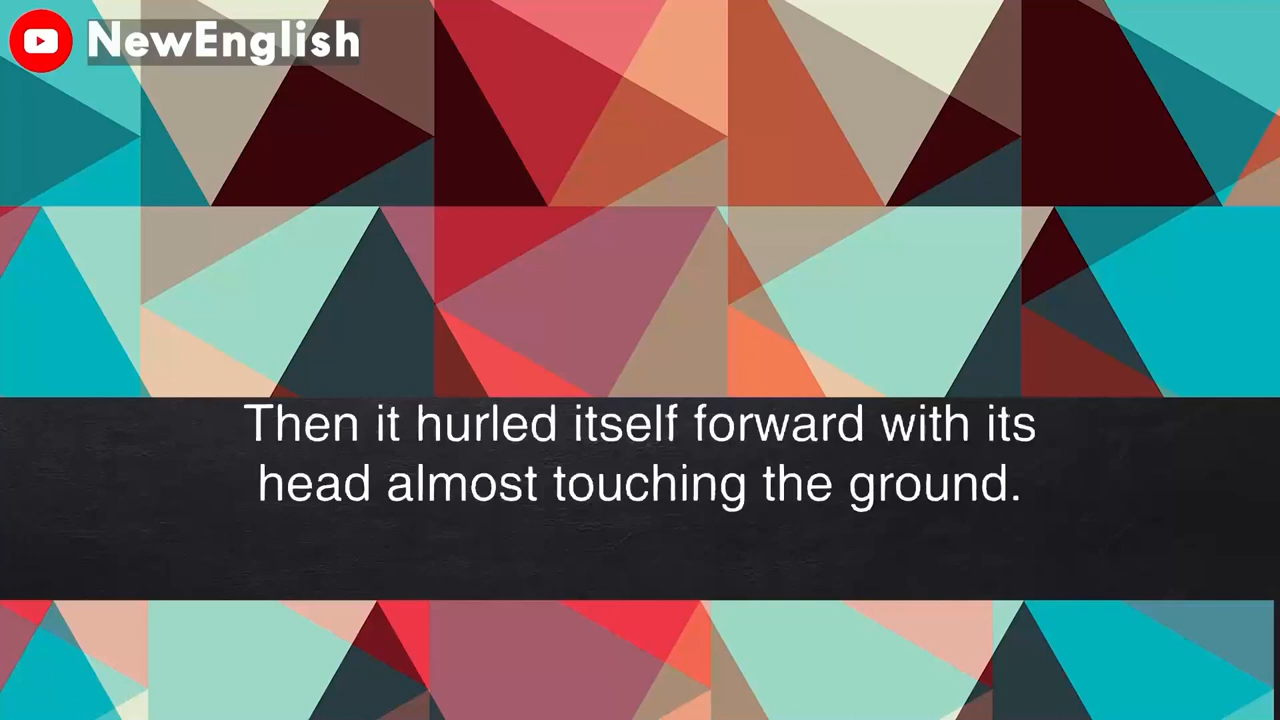 NewEnglish
Then it hurled itself forward with its
head almost touching the ground.